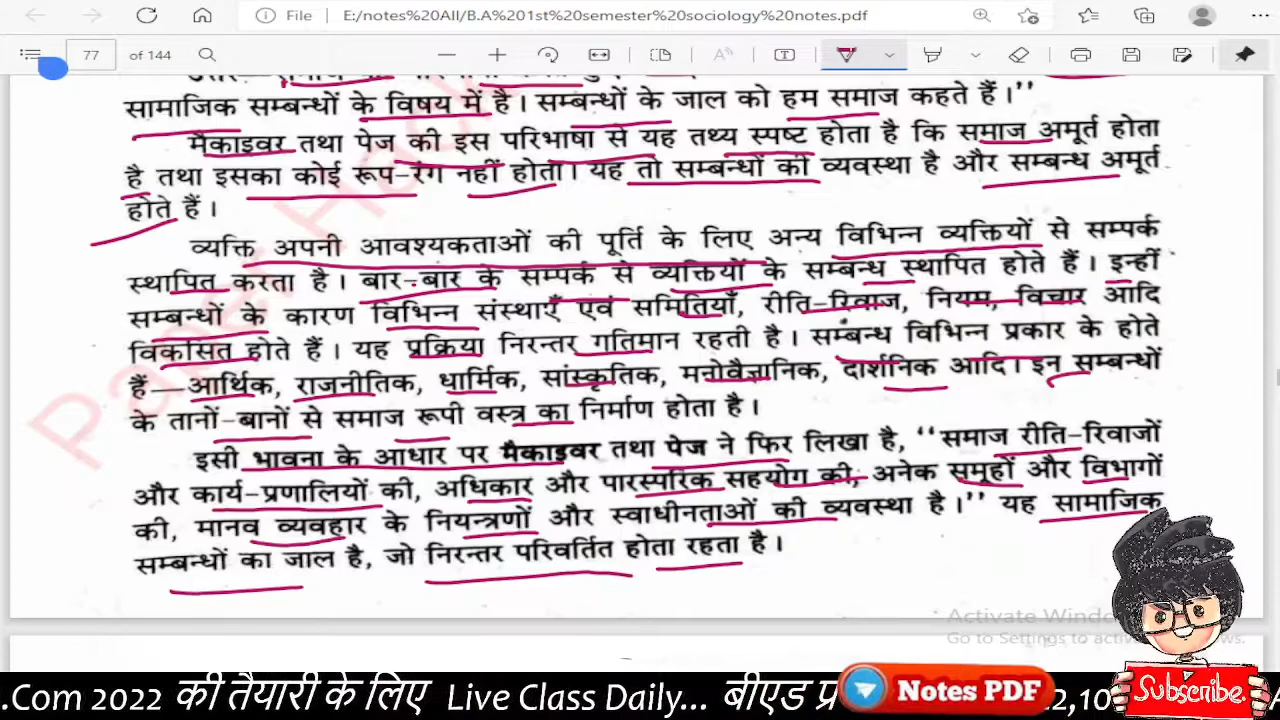 File E:/notes%20All/B.A%201st%20semester%20sociology%20notes.pdf
77 of 144
सामाजिक सम्बन्धों के विषय में है। सम्बन्धों के जाल को हम समाज कहते हैं।”
मैकाइवर तथा पेज की इस परिभाषा से यह तथ्य स्पष्ट होता है कि समाज अमूर्त होता
है तथा इसका कोई रूप-रंग नहीं होता। यह तो सम्बन्धों की व्यवस्था है और सम्बन्ध अमूर्त
होते हैं।
व्यक्ति अपनी आवश्यकताओं की पूर्ति के लिए अन्य विभिन्न व्यक्तियों से सम्पर्क
स्थापित करता है। बार-बार के सम्पर्क से व्यक्तियों के सम्बन्ध स्थापित होते हैं। इन्हीं
सम्बन्धों के कारण विभिन्न संस्थाएँ एवं समितियाँ, रीति-रिवाज, नियम, विचार आदि
विकसित होते हैं। यह प्रक्रिया निरन्तर गतिमान रहती है। सम्बन्ध विभिन्न प्रकार के होते
हैं—आर्थिक, राजनीतिक, धार्मिक, सांस्कृतिक, मनोवैज्ञानिक, दार्शनिक आदि। इन सम्बन्धों
के तानों-बानों से समाज रूपी वस्त्र का निर्माण होता है।
इसी भावना के आधार पर मैकाइवर तथा पेज ने फिर लिखा है, “समाज रीति-रिवाजों
और कार्य-प्रणालियों की, अधिकार और पारस्परिक सहयोग की, अनेक समूहों और विभागों
की, मानव व्यवहार के नियन्त्रणों और स्वाधीनताओं की व्यवस्था है।” यह सामाजिक
सम्बन्धों का जाल है, जो निरन्तर परिवर्तित होता रहता है।
Activate Windo
Go to Settings to activ ws.
.Com 2022 की तैयारी के लिए Live Class Daily... बीएड प्र Notes PDF 2,10 Subscribe